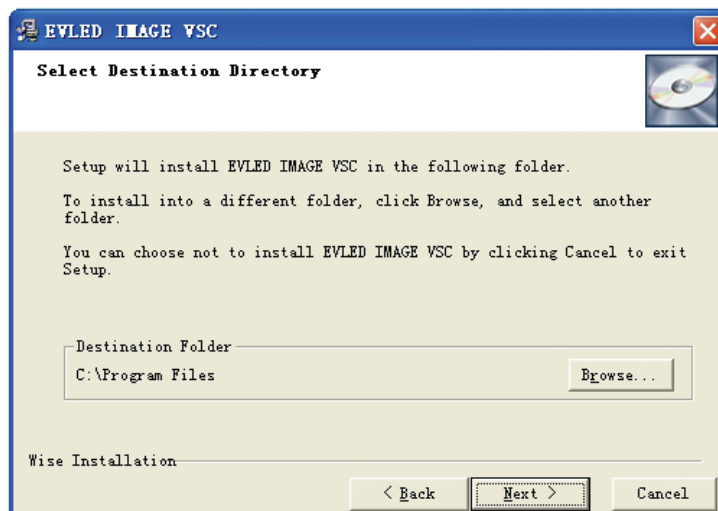 EVLED IMAGE VSC
Select Destination Directory
Setup will install EVLED IMAGE VSC in the following folder.
To install into a different folder, click Browse, and select another
folder.
You can choose not to install EVLED IMAGE VSC by clicking Cancel to exit
Setup.
Destination Folder
C:\Program Files
Browse...
Wise Installation
< Back
Next >
Cancel